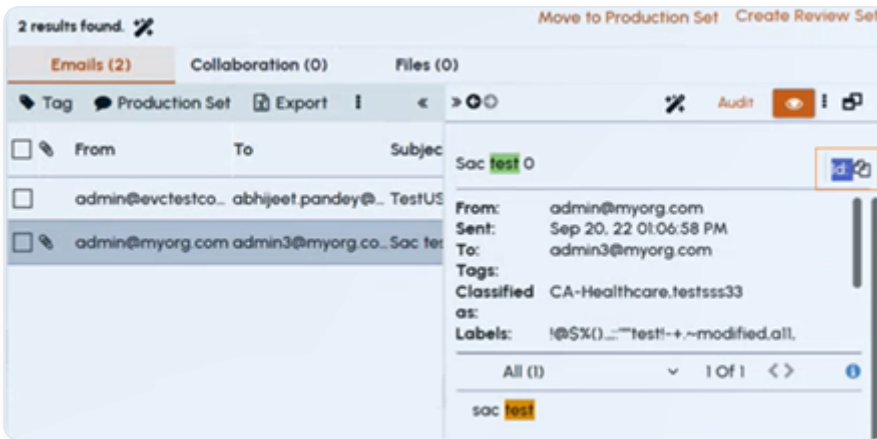 2 results found.
Move to Production Set Create Review Set
Emails (2) Collaboration (0) Files (0)
Tag Production Set Export
Audit
From To Subjec
Sac test 0
Id:
admin@evctestco... abhijeet.pandey@... TestUS
admin@myorg.com admin3@myorg.co... Sac tes
From: admin@myorg.com
Sent: Sep 20, 22 01:06:58 PM
To: admin3@myorg.com
Tags:
Classified as: CA-Healthcare,testsss33
Labels:
All (1) 1 Of 1
sac test